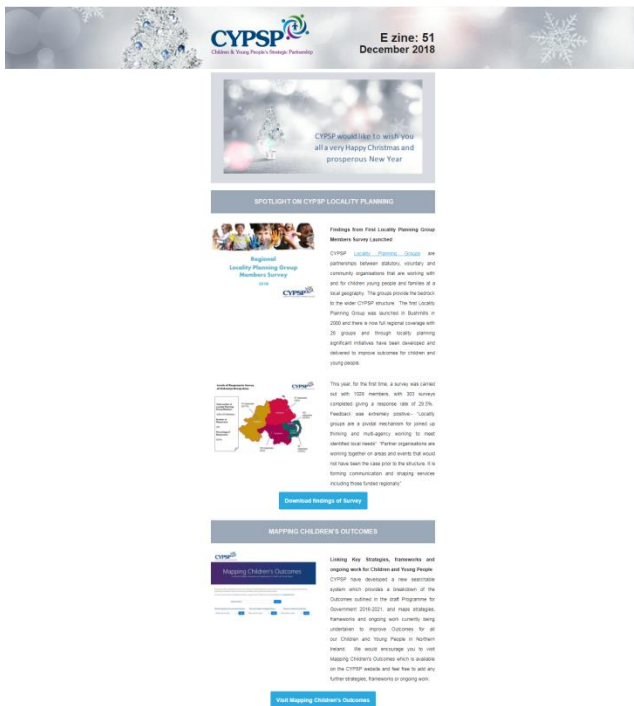 CYPSP
Children & Young People's Strategic Partnership
E zine: 51
December 2018
CYPSP would like to wish you
all a very Happy Christmas and
prosperous New Year
SPOTLIGHT ON CYPSP LOCALITY PLANNING
Regional
Locality Planning Group
Members Survey
2018
CYPSP
Findings from First Locality Planning Group
Members Survey Launched
CYPSP Locality Planning Groups are
partnerships between statutory, voluntary and
community organisations that are working with
and for children young people and families at a
local geography. The groups provide the bedrock
to the wider CYPSP structure. The first Locality
Planning Group was launched in Bushmills in
and there is now full regional coverage with
groups and through locality planning
significant initiatives have been developed and
delivered to improve outcomes for children and
young people.
CYPSP
This year, for the first time, a survey was carried
out with members, with 303 surveys
completed giving a response rate of
Feedback was extremely positive- "Locality
groups are a pivotal mechanism for joined up
thinking and multi-agency working to meet
identified local needs" "Partner organisations are
working together on areas and events that would
not have been the case prior to the structure. It is
forming communication and shaping services
including those funded regionally"
Download findings of Survey
MAPPING CHILDREN'S OUTCOMES
CYPSP
Mapping Children's Outcomes
Linking Key Strategies, frameworks and
ongoing work for Children and Young People
CYPSP have developed a new searchable
system which provides a breakdown of the
Outcomes outlined in the draft Programme for
Government 2016-2021, and maps strategies,
frameworks and ongoing work currently being
undertaken to improve Outcomes for all
our Children and Young People in Northern
Ireland. We would encourage you to visit
Mapping Children's Outcomes which is available
on the CYPSP website and feel free to add any
further strategies, frameworks or ongoing work.
Visit Mapping Children's Outcomes